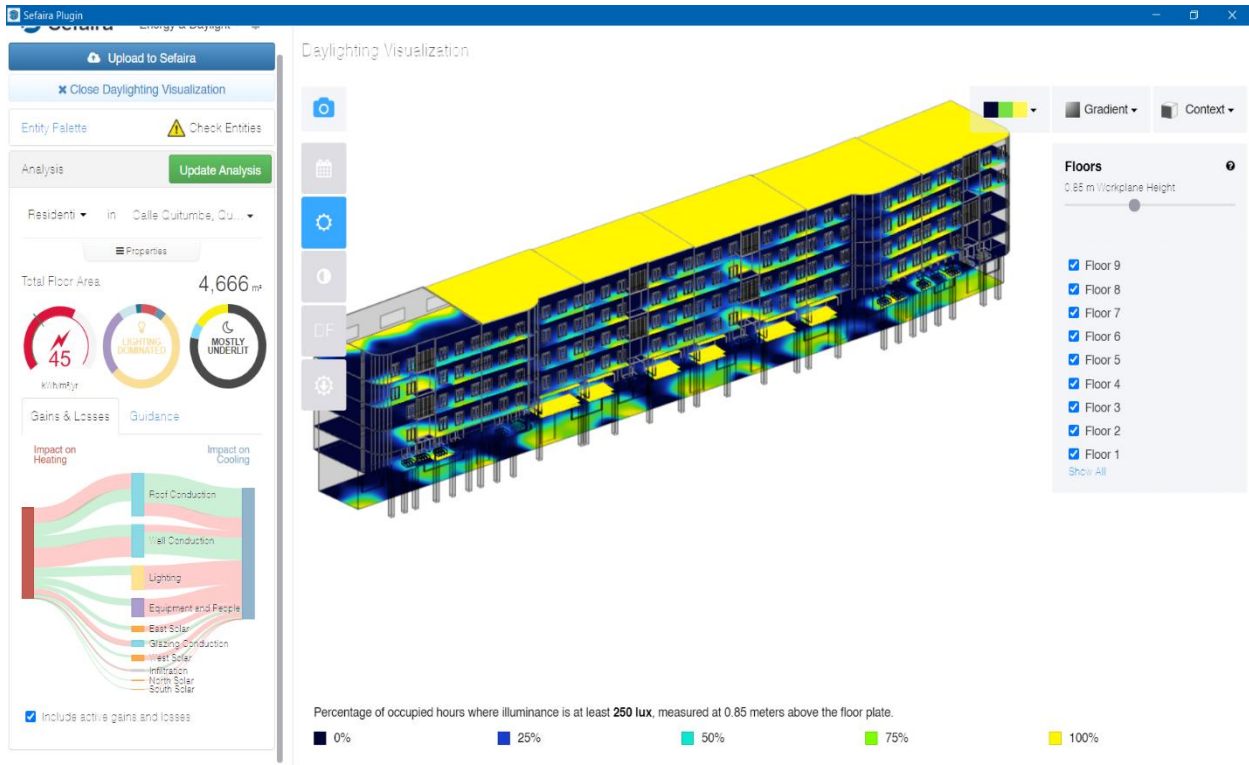 Sefaira Plugin
Sefaira Energy & Daylight
Upload to Sefaira
Close Daylighting Visualization
Entity Palette
Check Entities
Analysis
Update Analysis
Residenti
in
Calle Quitumbe, Qu...
Properties
Total Floor Area
4,666 m²
45
kWh/m²/yr
LIGHTING
DOMINATED
MOSTLY
UNDERLIT
Gains & Losses
Guidance
Impact on
Heating
Impact on
Cooling
Roof Conduction
Wall Conduction
Lighting
Equipment and People
East Solar
Glazing Conduction
West Solar
Infiltration
North Solar
South Solar
Include active gains and losses
Daylighting Visualization
DF
Gradient
Context
Floors
0.85 m Workplane Height
Floor 9
Floor 8
Floor 7
Floor 6
Floor 5
Floor 4
Floor 3
Floor 2
Floor 1
Show All
Percentage of occupied hours where illuminance is at least 250 lux, measured at 0.85 meters above the floor plate.
0%
25%
50%
75%
100%